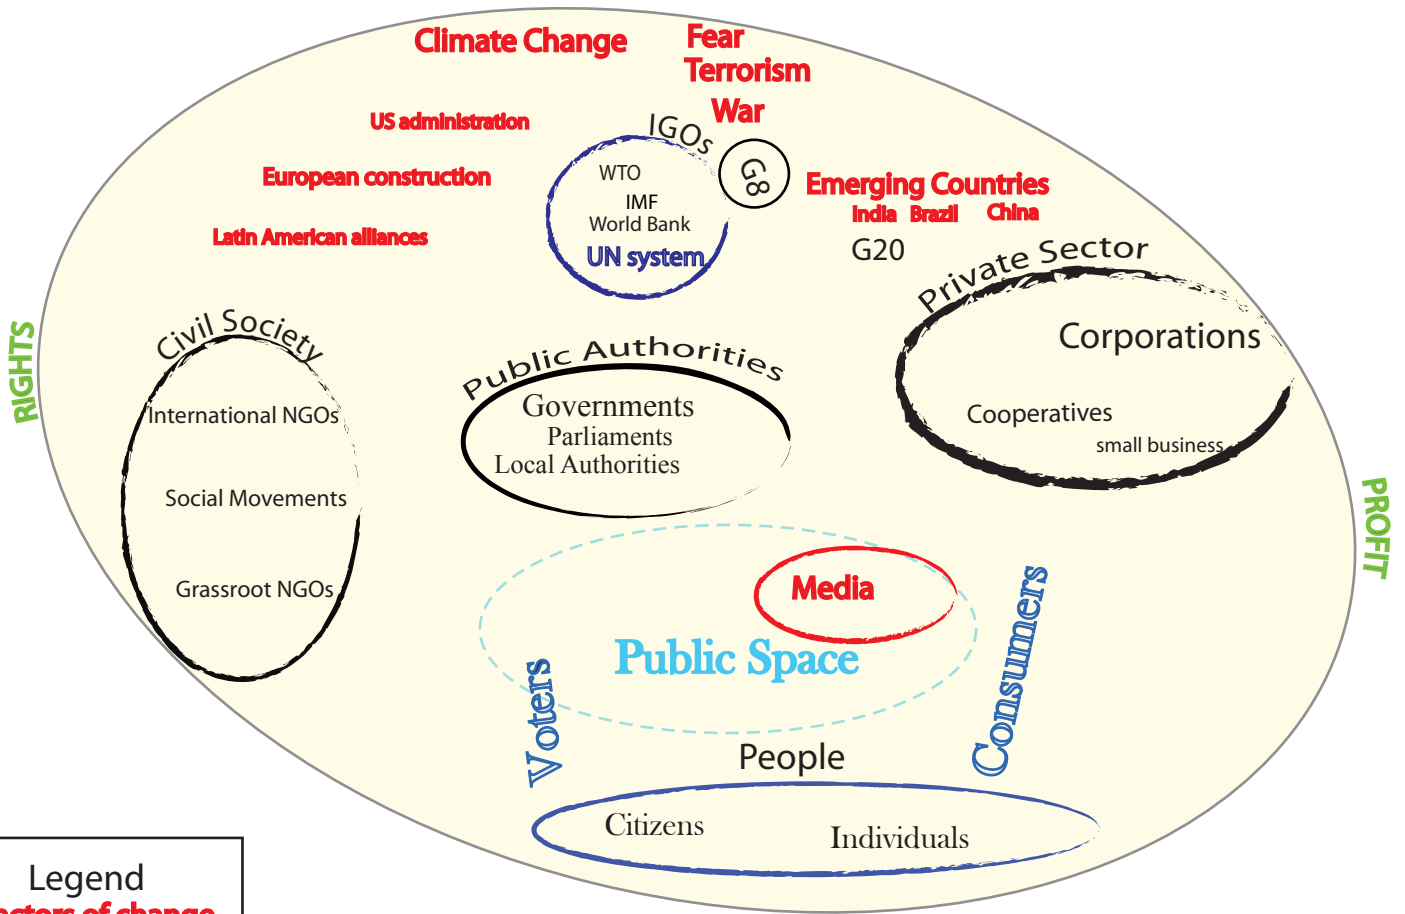 Climate Change
Fear
Terrorism
War
US administration
IGOs
G8
European construction
WTO
IMF
World Bank
UN system
Emerging Countries
India Brazil China
G20
Latin American alliances
Private Sector
Corporations
Cooperatives
small business
Civil Society
International NGOs
Social Movements
Grassroot NGOs
Public Authorities
Governments
Parliaments
Local Authorities
RIGHTS
PROFIT
Media
Public Space
Voters
Consumers
People
Citizens
Individuals
Legend
of change